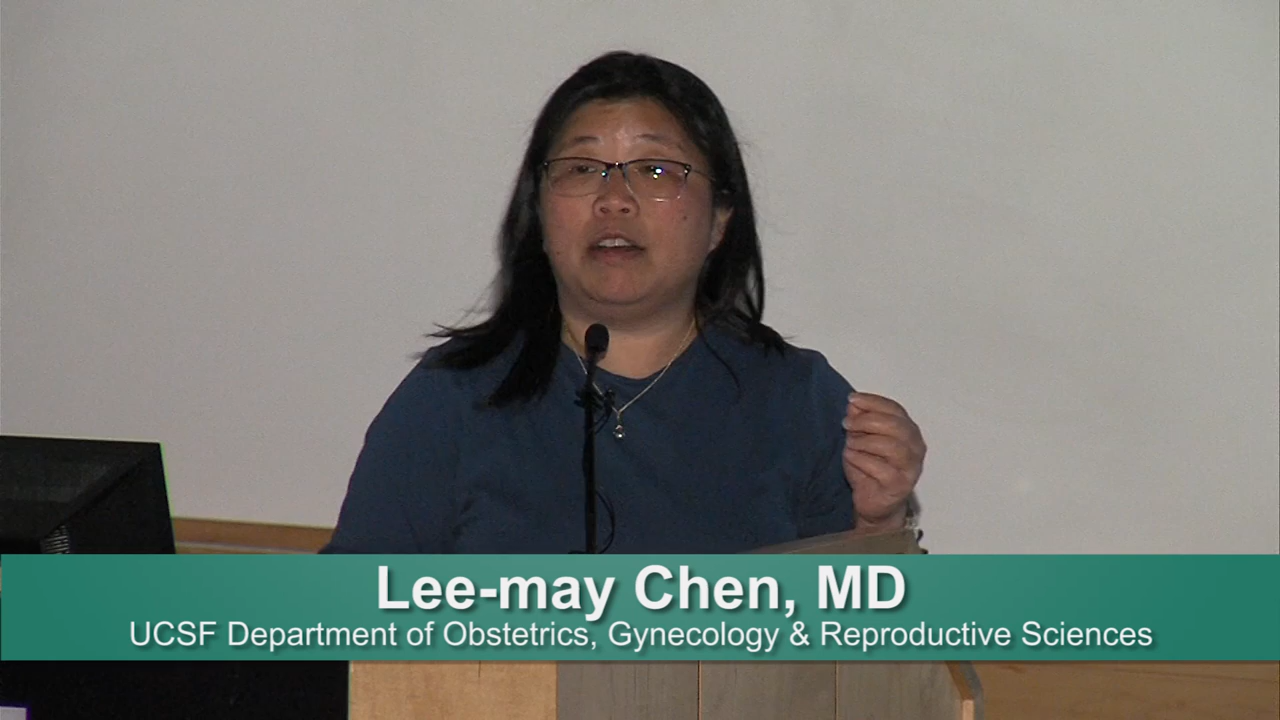 Lee-may Chen, MD
UCSF Department of Obstetrics, Gynecology & Reproductive Sciences